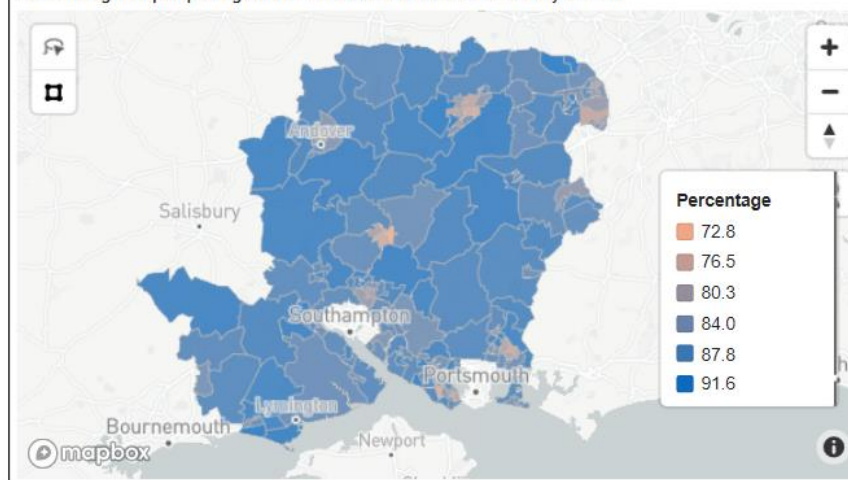 Andover
Salisbury
Southampton
Portsmouth
Lymington
Bournemouth
Newport
mapbox
Percentage
72.8
76.5
80.3
84.0
87.8
91.6